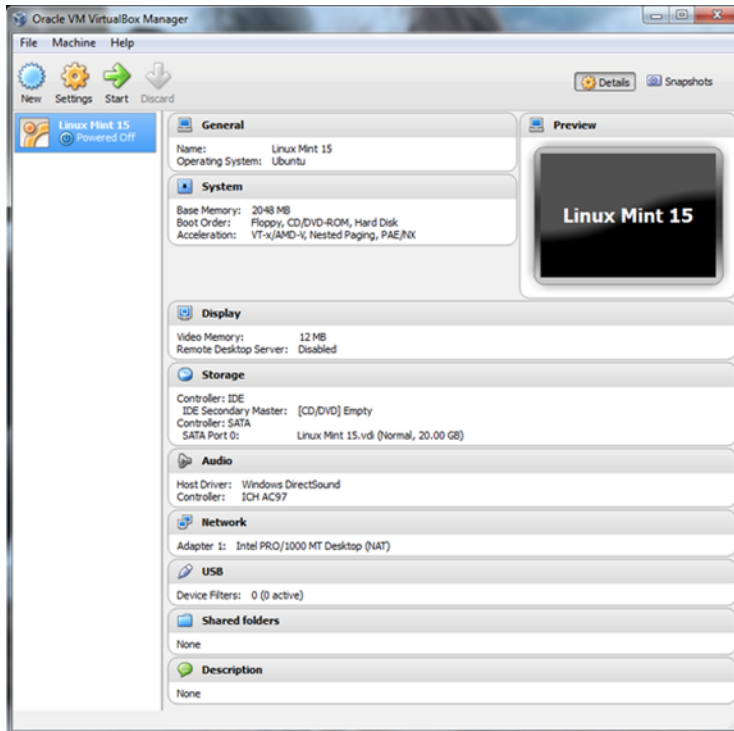 Oracle VM VirtualBox Manager
File Machine Help
New Settings Start Discard
Details Snapshots
Linux Mint 15
Powered Off
General
Name: Linux Mint 15
Operating System: Ubuntu
System
Base Memory: 2048 MB
Boot Order: Floppy, CD/DVD-ROM, Hard Disk
Acceleration: VT-x/AMD-V, Nested Paging, PAE/NX
Preview
Linux Mint 15
Display
Video Memory: 12 MB
Remote Desktop Server: Disabled
Storage
Controller: IDE
IDE Secondary Master: [CD/DVD] Empty
Controller: SATA
SATA Port 0: Linux Mint 15.vdi (Normal, 20.00 GB)
Audio
Host Driver: Windows DirectSound
Controller: ICH AC97
Network
Adapter 1: Intel PRO/1000 MT Desktop (NAT)
USB
Device Filters: 0 (0 active)
Shared folders
None
Description
None